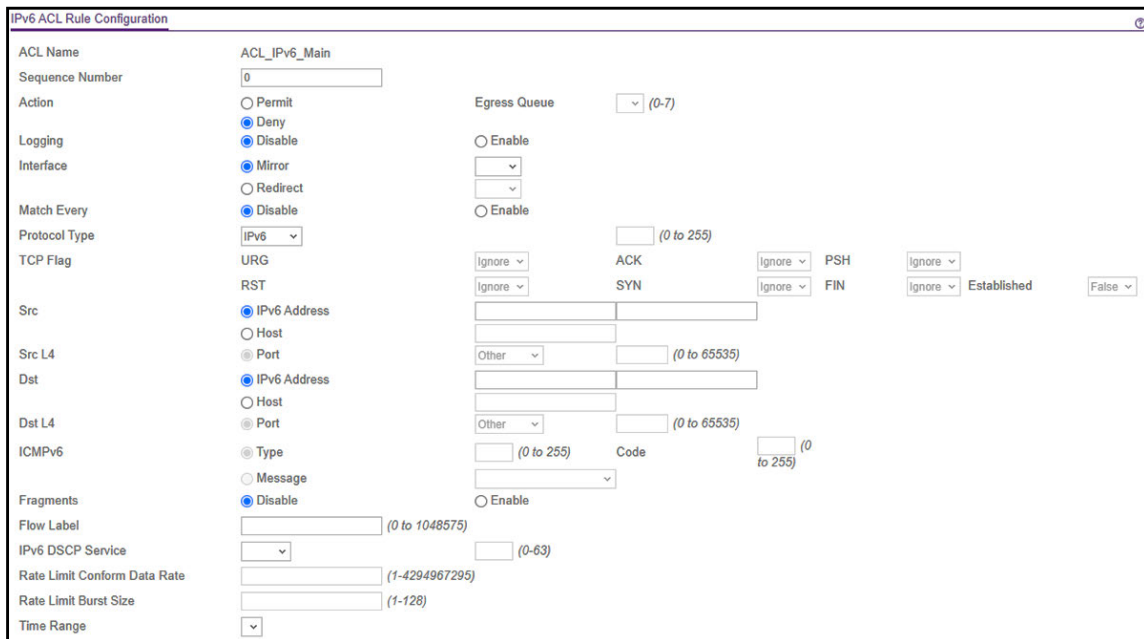 IPv6 ACL Rule Configuration
ACL Name ACL_IPv6_Main
Sequence Number 0
Action Permit Egress Queue (0-7)
Deny
Logging Disable Enable
Interface Mirror
Redirect
Match Every Disable Enable
Protocol Type IPv6 (0 to 255)
TCP Flag URG Ignore ACK Ignore PSH Ignore
RST Ignore SYN Ignore FIN Ignore Established False
Src IPv6 Address
Host
Src L4 Port Other (0 to 65535)
Dst IPv6 Address
Host
Dst L4 Port Other (0 to 65535)
ICMPv6 Type (0 to 255) Code (0
to 255)
Message
Fragments Disable Enable
Flow Label (0 to 1048575)
IPv6 DSCP Service (0-63)
Rate Limit Conform Data Rate (1-4294967295)
Rate Limit Burst Size (1-128)
Time Range